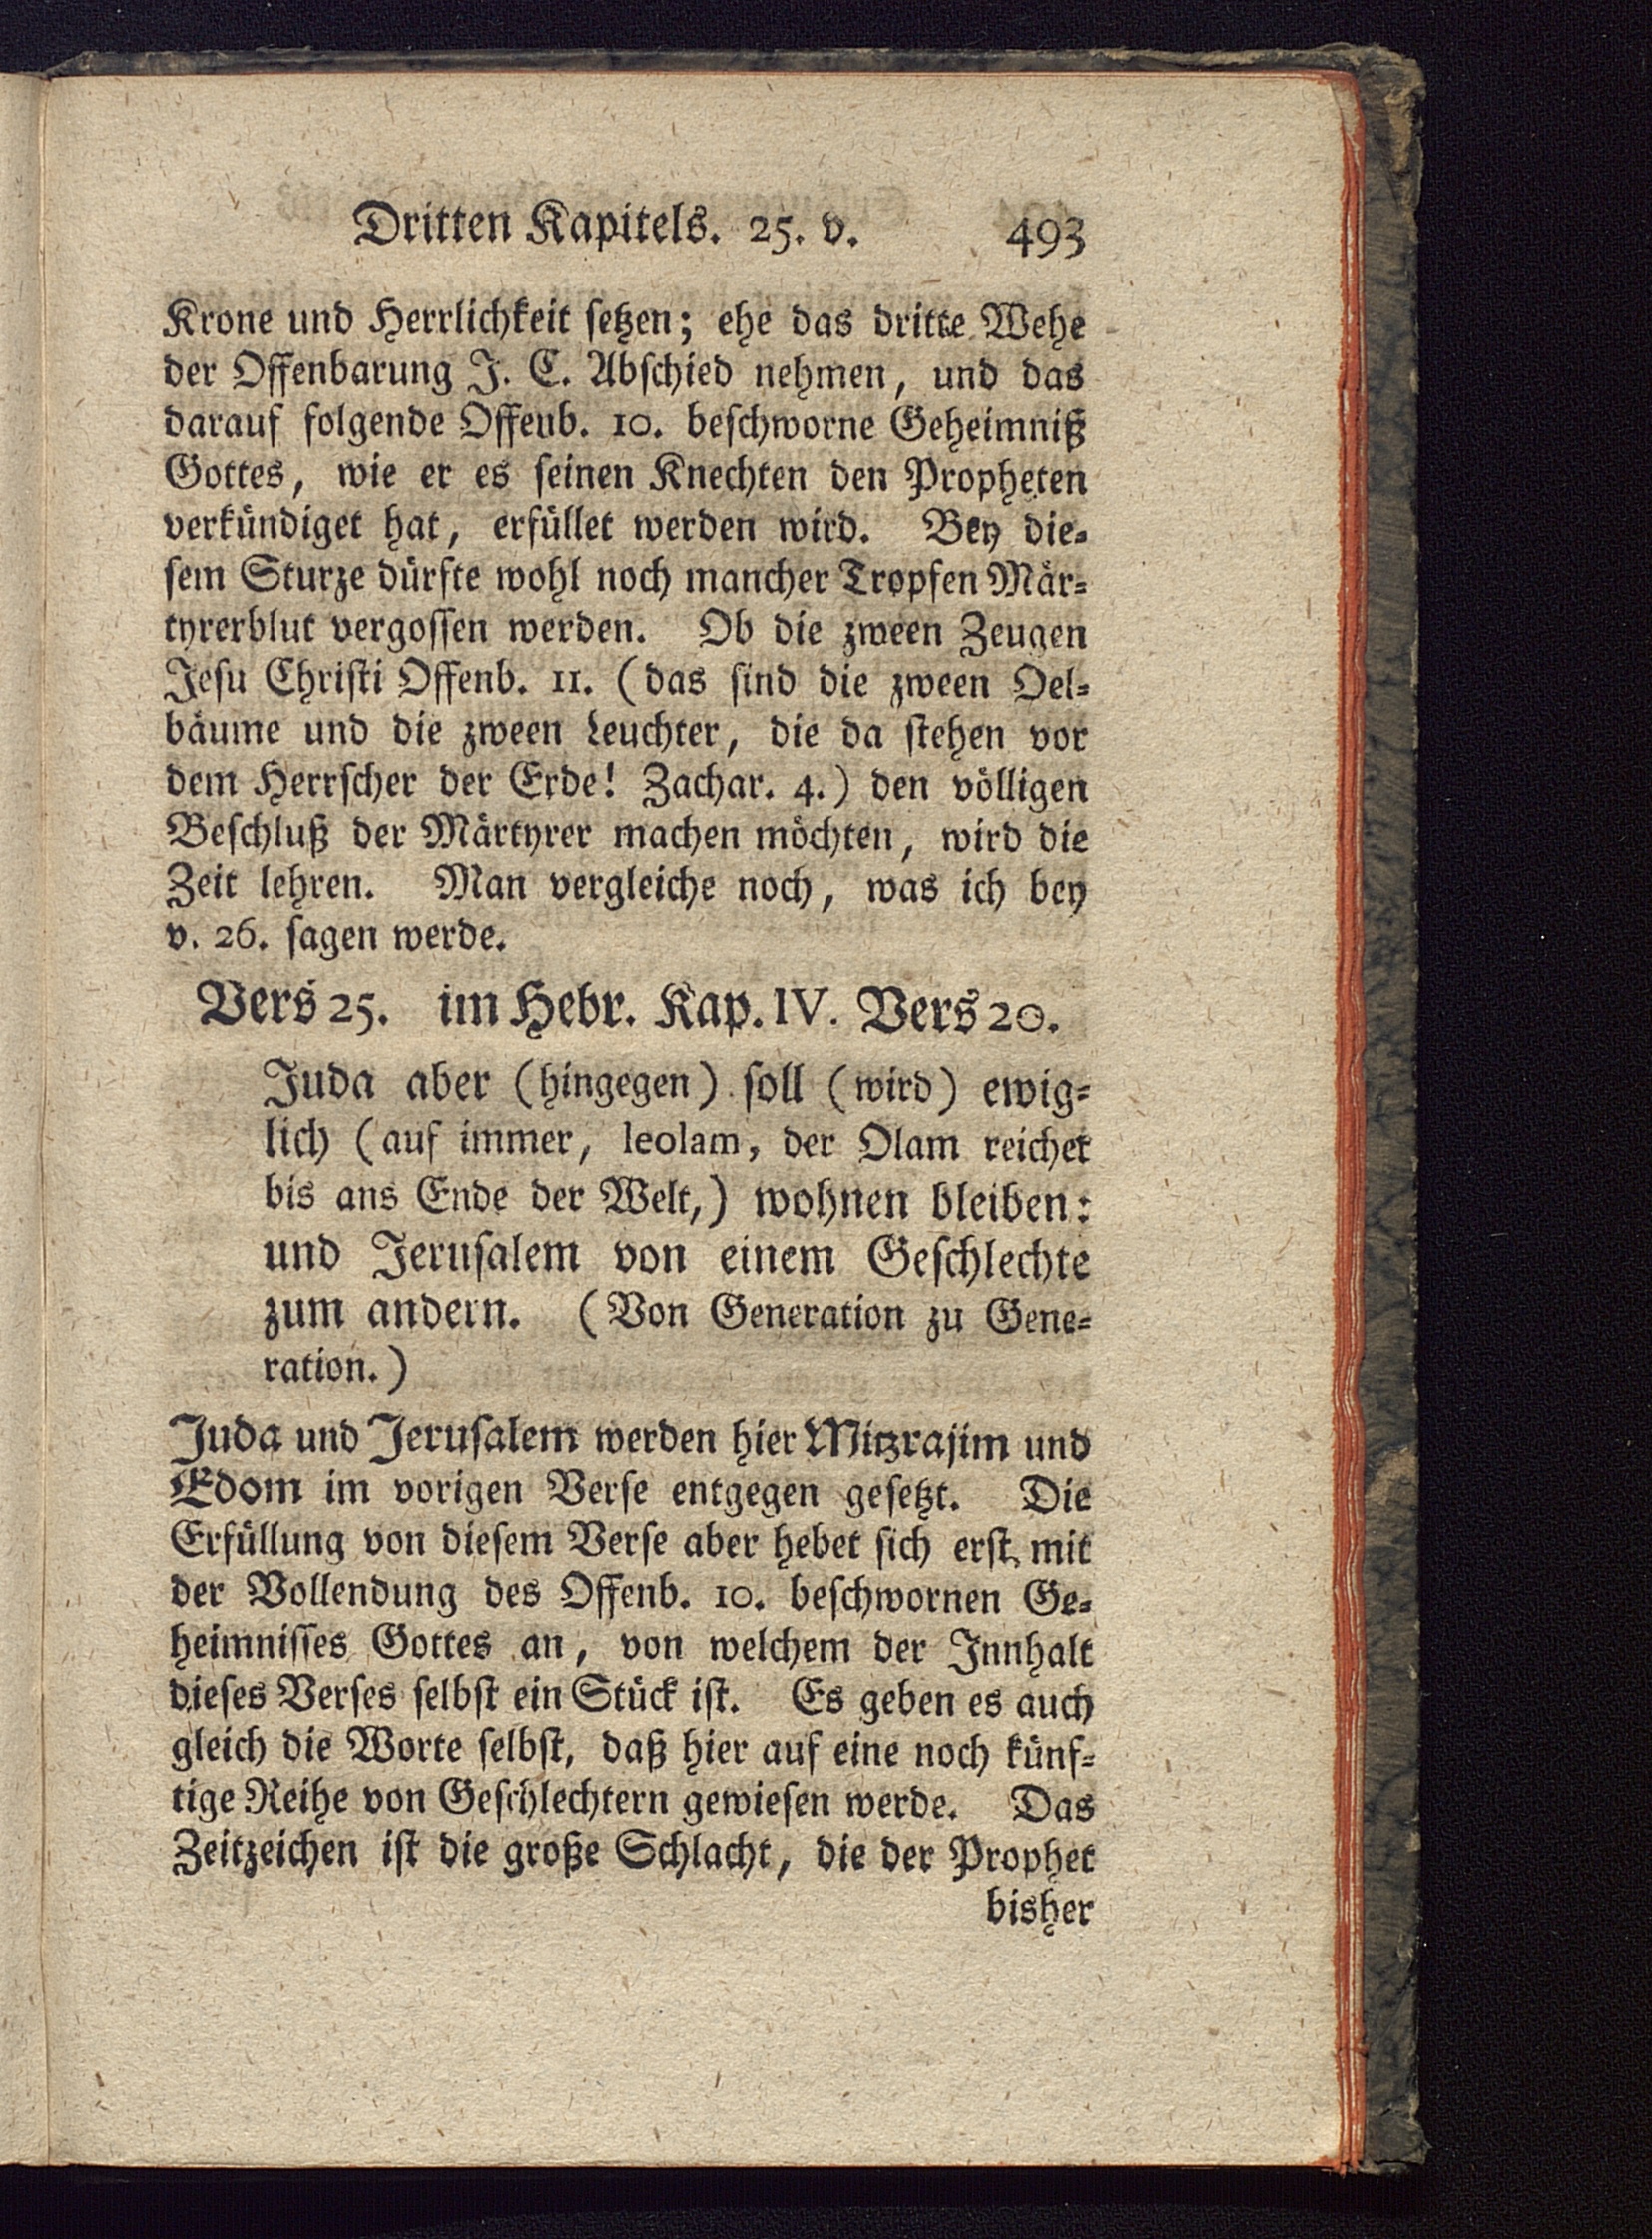 Dritten Kapitels. 25. v. 493
Krone und Herrlichkeit setzen; ehe das dritte Wehe
der Offenbarung J. C. Abschied nehmen, und das
darauf folgende Offeub. 10. beschworne Geheimniß
Gottes, wie er es seinen Knechten den Propheten
verkündiget hat, erfüllet werden wird. Bey die-
sem Sturze dürfte wohl noch mancher Tropfen Mär-
tyrerblut vergossen werden. Ob die zween Zeugen
Jesu Christi Offenb. 11. (das sind die zween Oel-
bäume und die zween Leuchter, die da stehen vor
dem Herrscher der Erde! Zachar. 4.) den völligen
Beschluß der Märtyrer machen möchten, wird die
Zeit lehren. Man vergleiche noch, was ich bey
v. 26. sagen werde.
Vers 25. im Hebr. Kap. IV. Vers 20.
Juda aber (hingegen) soll (wird) ewig-
lich (auf immer, leolam, der Olam reichet
bis ans Ende der Welt,) wohnen bleiben:
und Jerusalem von einem Geschlechte
zum andern. (Von Generation zu Gene-
ration.)
Juda und Jerusalem werden hier Mitzrajim und
Edom im vorigen Verse entgegen gesetzt. Die
Erfüllung von diesem Verse aber hebet sich erst mit
der Vollendung des Offenb. 10. beschwornen Ge-
heimnisses Gottes an, von welchem der Innhalt
dieses Verses selbst ein Stück ist. Es geben es auch
gleich die Worte selbst, daß hier auf eine noch künf-
tige Reihe von Geschlechtern gewiesen werde. Das
Zeitzeichen ist die große Schlacht, die der Prophet
bisher